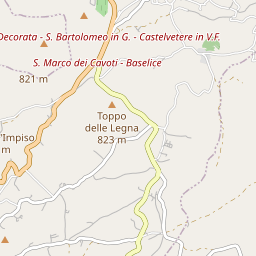 Decorata - S. Bartolomeo in G. - Castelvetere in V.F.
S. Marco dei Cavoti - Baselice
821 m
Toppo
delle Legna
823 m
'Impiso
m